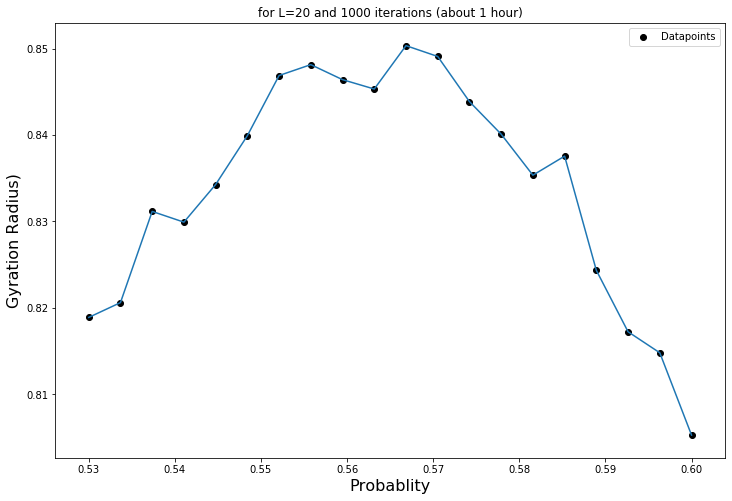 for L=20 and 1000 iterations (about 1 hour)
Datapoints
0.85
0.84
0.83
0.82
0.81
Gyration Radius)
0.53 0.54 0.55 0.56 0.57 0.58 0.59 0.60
Probablity